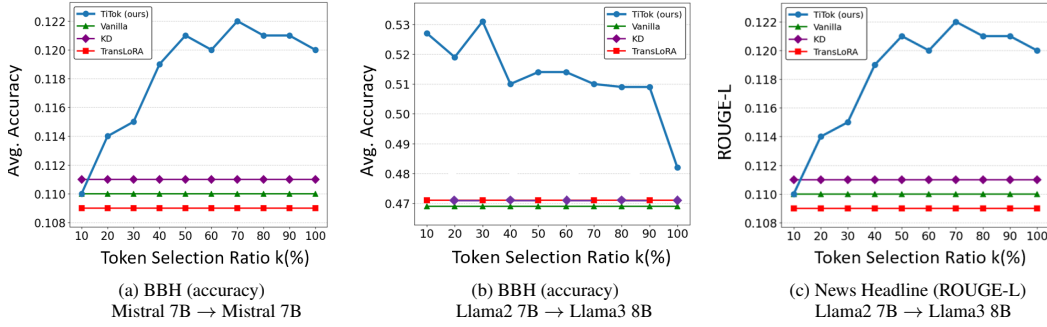 TiTok (ours)
Vanilla
KD
TransLoRA
0.122
0.120
0.118
0.116
0.114
0.112
0.110
0.108
Avg. Accuracy
10 20 30 40 50 60 70 80 90 100
Token Selection Ratio k(%)
(a) BBH (accuracy)
Mistral 7B → Mistral 7B
TiTok (ours)
Vanilla
KD
TransLoRA
0.53
0.52
0.51
0.50
0.49
0.48
0.47
Avg. Accuracy
10 20 30 40 50 60 70 80 90 100
Token Selection Ratio k(%)
(b) BBH (accuracy)
Llama2 7B → Llama3 8B
TiTok (ours)
Vanilla
KD
TransLoRA
0.122
0.120
0.118
0.116
0.114
0.112
0.110
0.108
ROUGE-L
10 20 30 40 50 60 70 80 90 100
Token Selection Ratio k(%)
(c) News Headline (ROUGE-L)
Llama2 7B → Llama3 8B